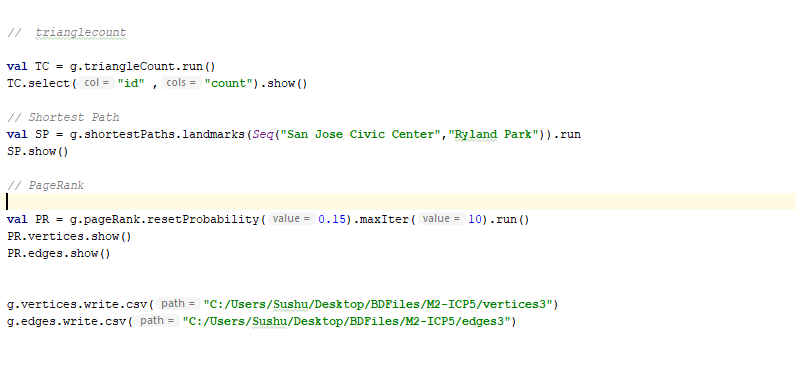 // trianglecount
val TC = g.triangleCount.run()
TC.select( col = "id" , cols = "count").show()
// Shortest Path
val SP = g.shortestPaths.landmarks(Seq("San Jose Civic Center","Ryland Park")).run
SP.show()
// PageRank
val PR = g.pageRank.resetProbability( value = 0.15).maxIter( value = 10).run()
PR.vertices.show()
PR.edges.show()
g.vertices.write.csv( path = "C:/Users/Sushu/Desktop/BDFiles/M2-ICP5/vertices3")
g.edges.write.csv( path = "C:/Users/Sushu/Desktop/BDFiles/M2-ICP5/edges3")